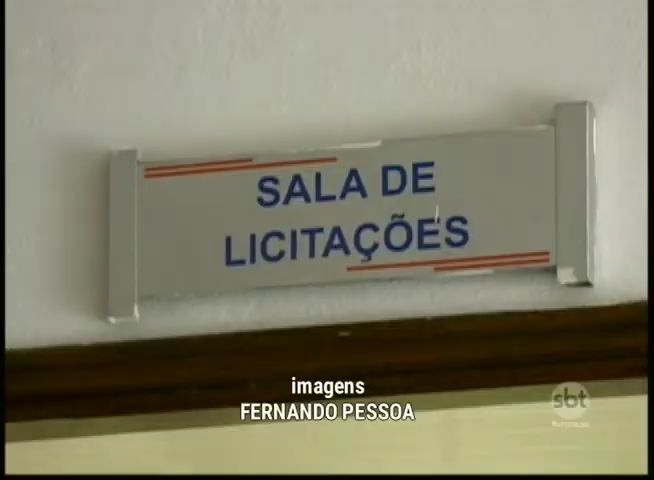 SALA DE
LICITAÇÕES
imagens
FERNANDO PESSOA
sbt